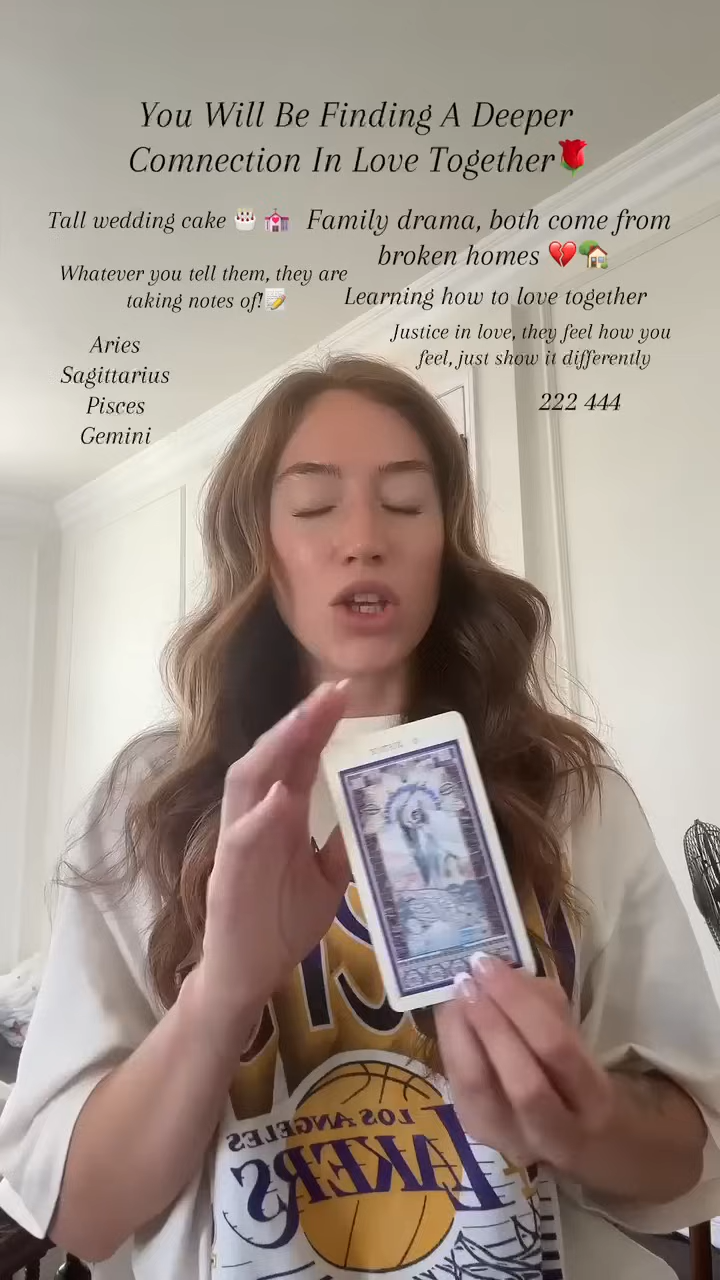 You Will Be Finding A Deeper
Comnection In Love Together🌹
Tall wedding cake 🎂 💒
Family drama, both come from
broken homes 💔🏡
Whatever you tell them, they are
taking notes of!📝
Learning how to love together
Justice in love, they feel how you
feel, just show it differently
Aries
Sagittarius
Pisces
Gemini
222 444
LOS ANGELES
LAKERS